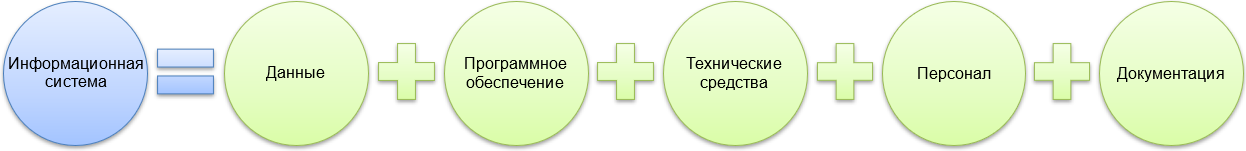 Информационная
система
Данные
Программное
обеспечение
Технические
средства
Персонал
Документация